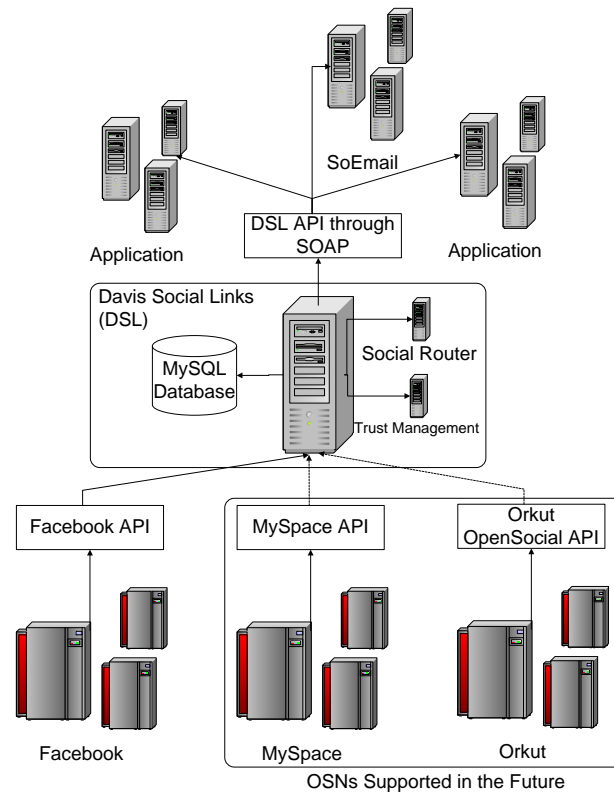 SoEmail
Application
Application
DSL API through
SOAP
Davis Social Links
(DSL)
MySQL
Database
Social Router
Trust Management
Facebook API
MySpace API
Orkut
OpenSocial API
Facebook
MySpace
Orkut
OSNs Supported in the Future